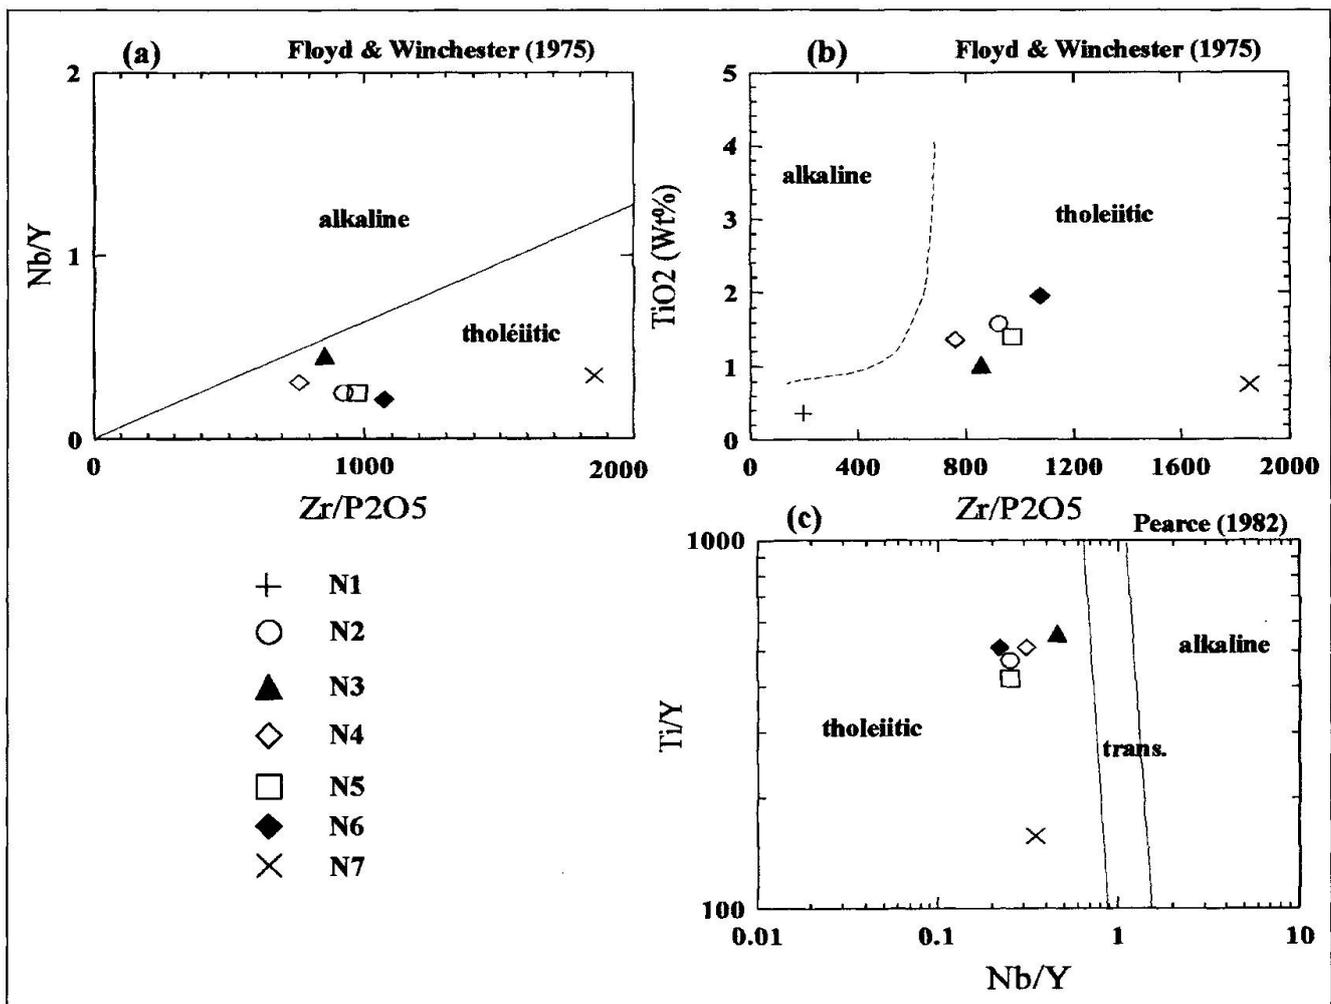 (a) Floyd & Winchester (1975)
2
1
0
Nb/Y
alkaline
tholéiitic
0 1000 2000
Zr/P2O5
(b) Floyd & Winchester (1975)
5
4
3
2
1
0
TiO2 (Wt%)
alkaline
tholeiitic
0 400 800 1200 1600 2000
Zr/P2O5
(c) Pearce (1982)
1000
100
Ti/Y
tholeiitic
trans.
alkaline
0.01 0.1 1 10
Nb/Y
N1
N2
N3
N4
N5
N6
N7